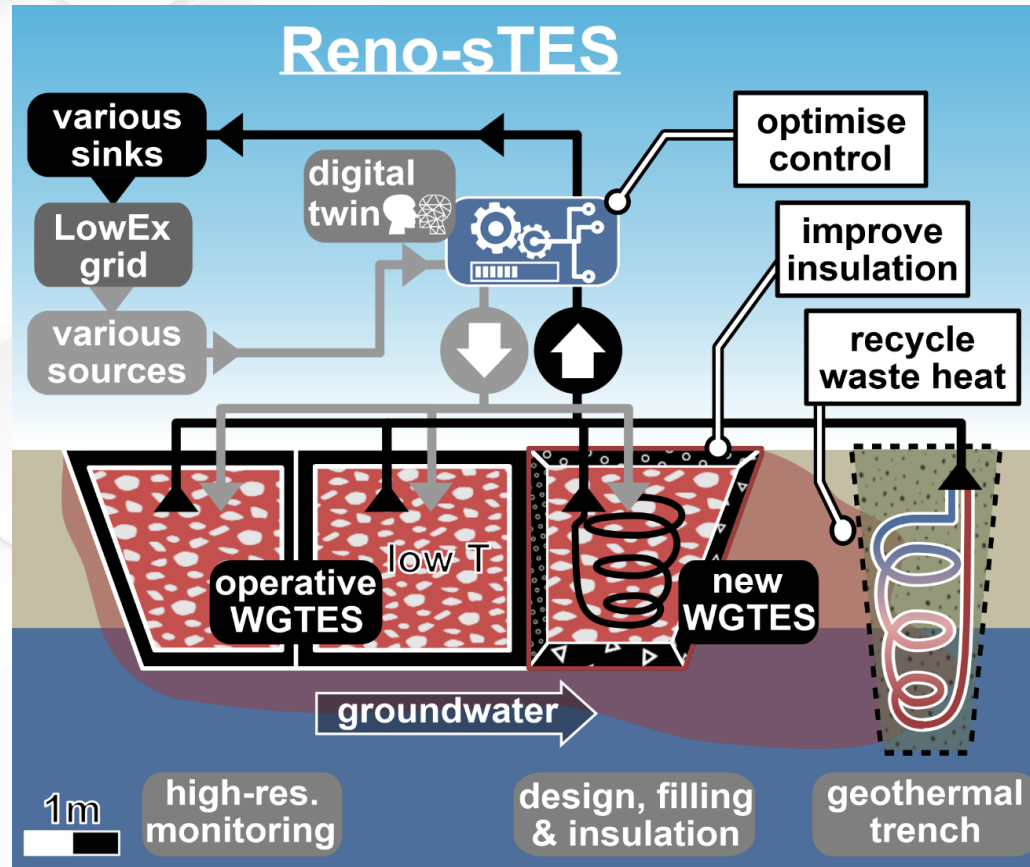 Reno-sTES
various
sinks
digital
twin
optimise
control
LowEx
grid
improve
insulation
various
sources
recycle
waste heat
low T
operative
WGTES
new
WGTES
groundwater
1m
high-res.
monitoring
design, filling
& insulation
geothermal
trench